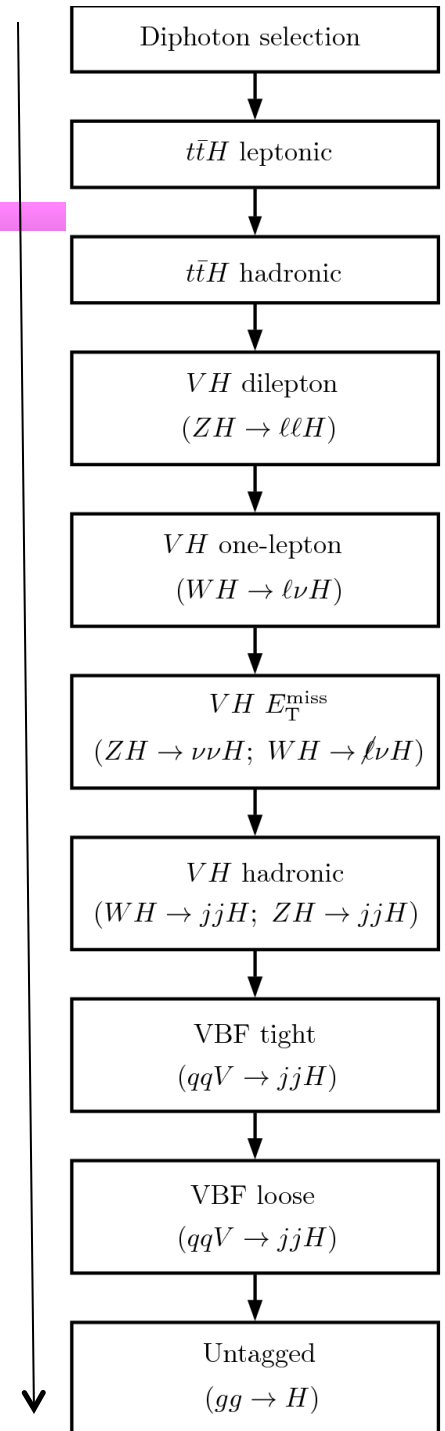 Diphoton selection
tt̄H leptonic
tt̄H hadronic
VH dilepton
(ZH → ℓℓH)
VH one-lepton
(WH → ℓνH)
VH E_T^miss
(ZH → ννH; WH → ℓ̸νH)
VH hadronic
(WH → jjH; ZH → jjH)
VBF tight
(qqV → jjH)
VBF loose
(qqV → jjH)
Untagged
(gg → H)